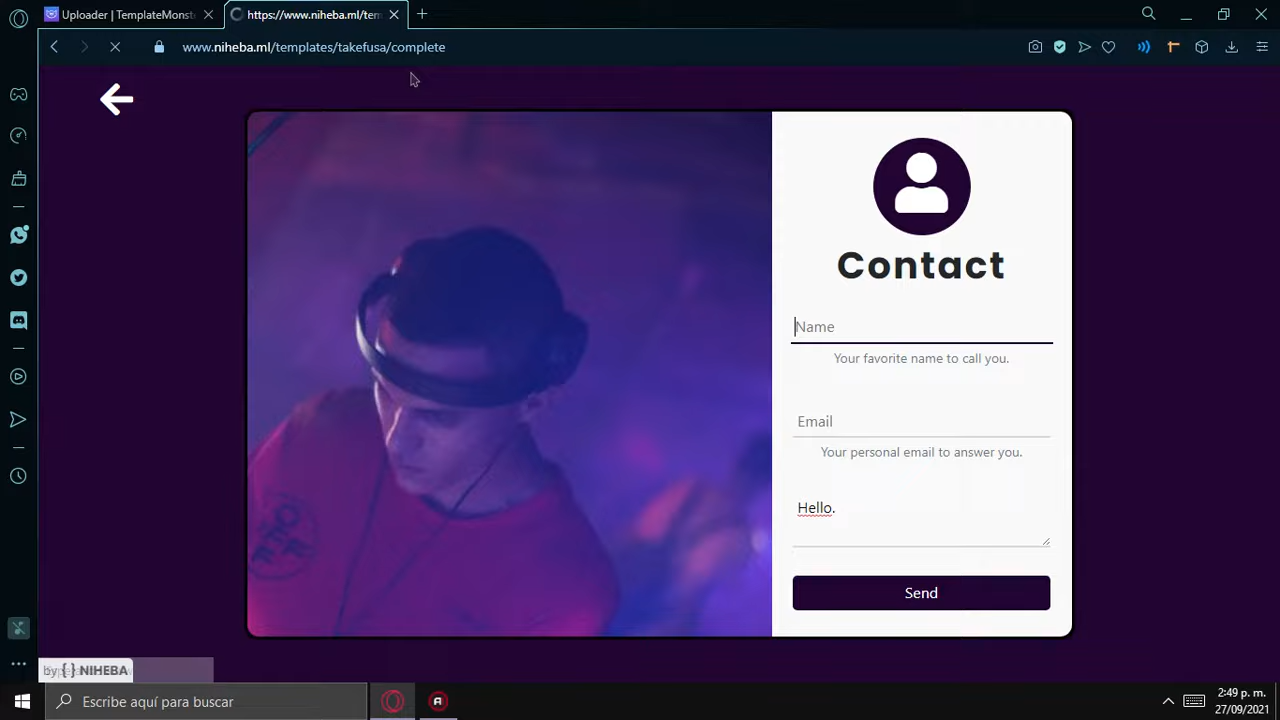 Uploader | TemplateMonst
https://www.niheba.ml/tem
www.niheba.ml/templates/takefusa/complete
Contact
Name
Your favorite name to call you.
Email
Your personal email to answer you.
Hello.
Send
by { } NIHEBA
Escribe aquí para buscar
2:49 p. m.
27/09/2021